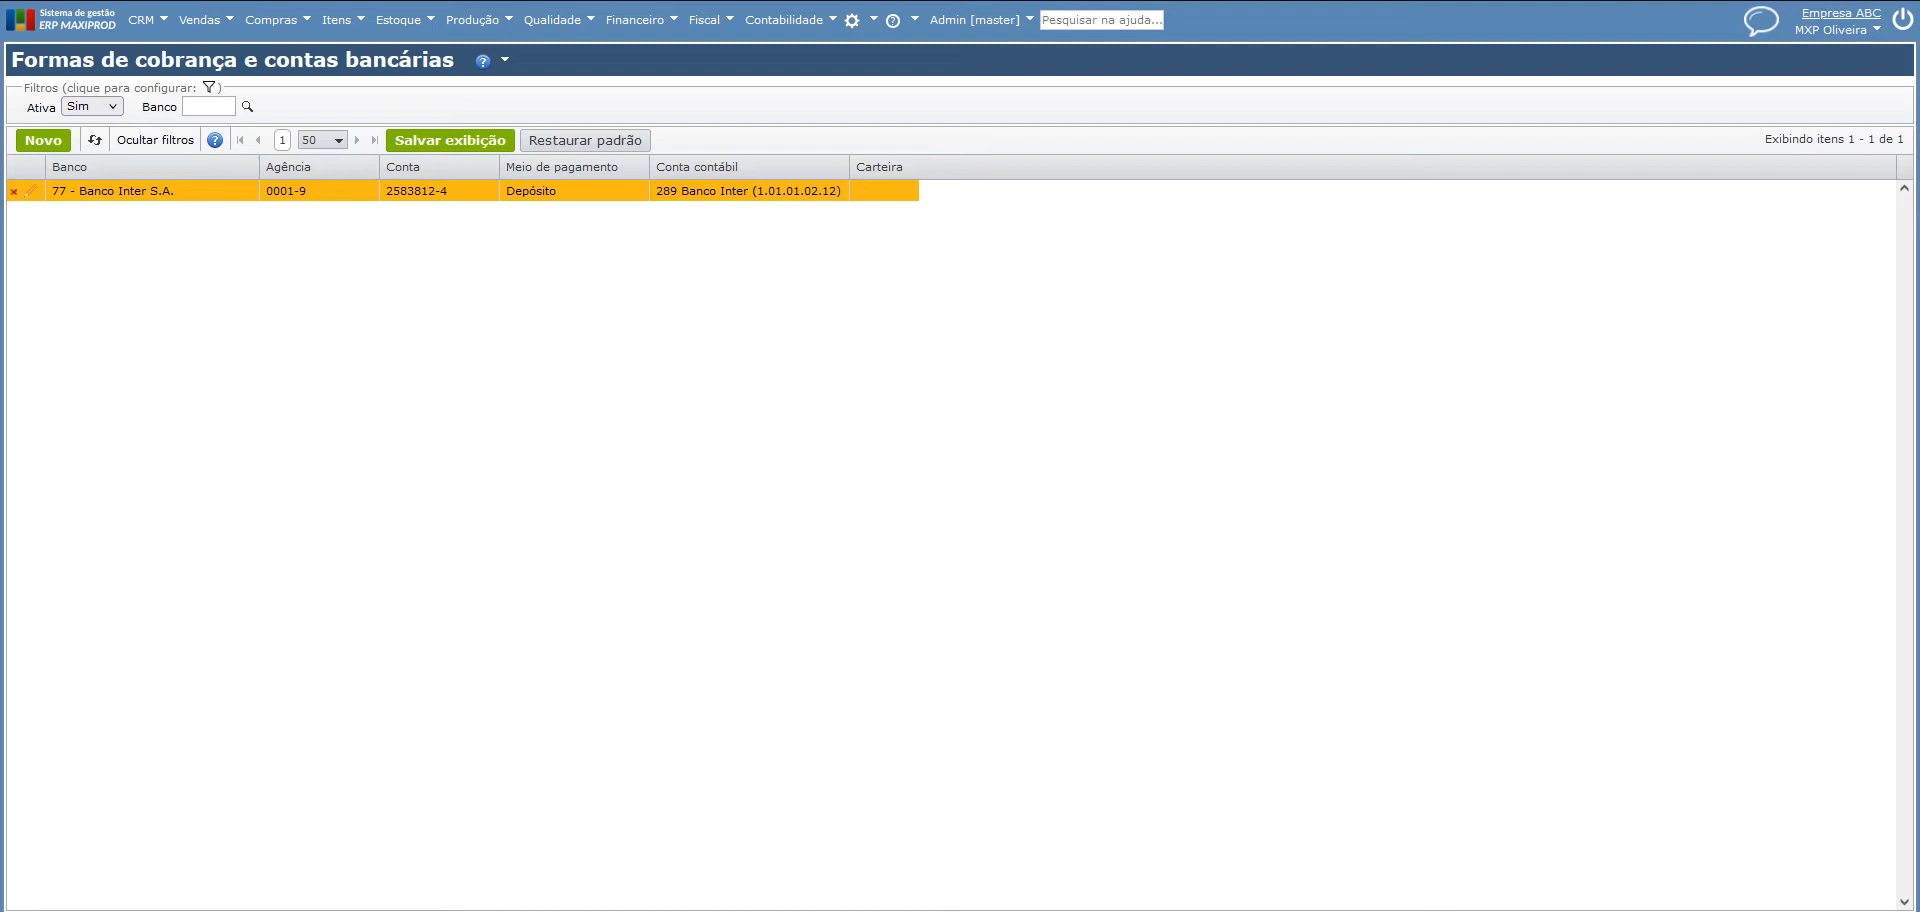 Sistema de gestão
ERP MAXIPROD
CRM Vendas Compras Itens Estoque Produção Qualidade Financeiro Fiscal Contabilidade Admin [master] Pesquisar na ajuda...
Empresa ABC
MXP Oliveira
Formas de cobrança e contas bancárias
Filtros (clique para configurar: )
Ativa Sim Banco
Novo Ocultar filtros 1 50 Salvar exibição Restaurar padrão Exibindo itens 1 - 1 de 1
Banco Agência Conta Meio de pagamento Conta contábil Carteira
77 - Banco Inter S.A. 0001-9 2583812-4 Depósito 289 Banco Inter (1.01.01.02.12)